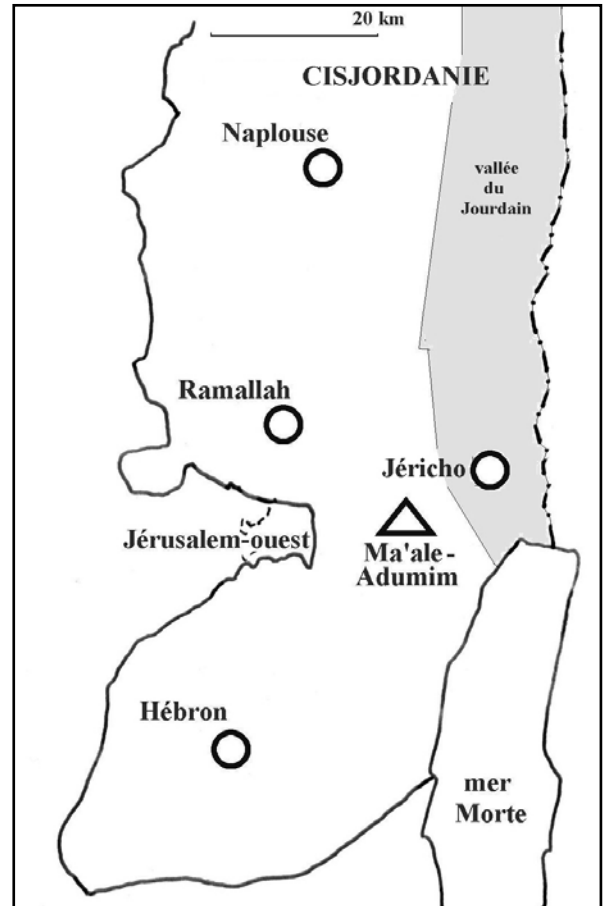 20 km
CISJORDANIE
Naplouse
vallée
du
Jourdain
Ramallah
Jéricho
Jérusalem-ouest
Ma'ale-
Adumim
Hébron
mer
Morte